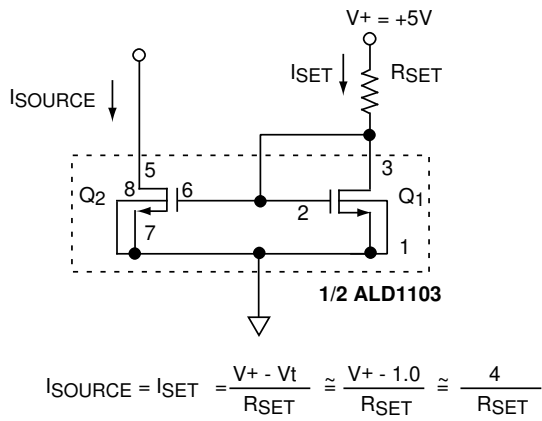 V+ = +5V
ISET
RSET
ISOURCE
5
3
8
6
Q2
Q1
2
7
1
1/2 ALD1103
ISOURCE = ISET = V+ - Vt / RSET ≅ V+ - 1.0 / RSET ≅ 4 / RSET